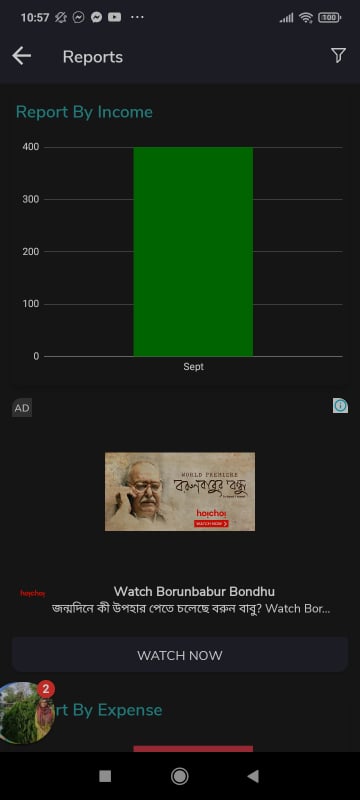 10:57
100
Reports
Report By Income
400
300
200
100
0
Sept
AD
WORLD PREMIERE
বরুণবাবুর বন্ধু
hoichoi
WATCH NOW
hoichoi
Watch Borunbabur Bondhu
জন্মদিনে কী উপহার পেতে চলেছে বরুন বাবু? Watch Bor...
WATCH NOW
2
rt By Expense